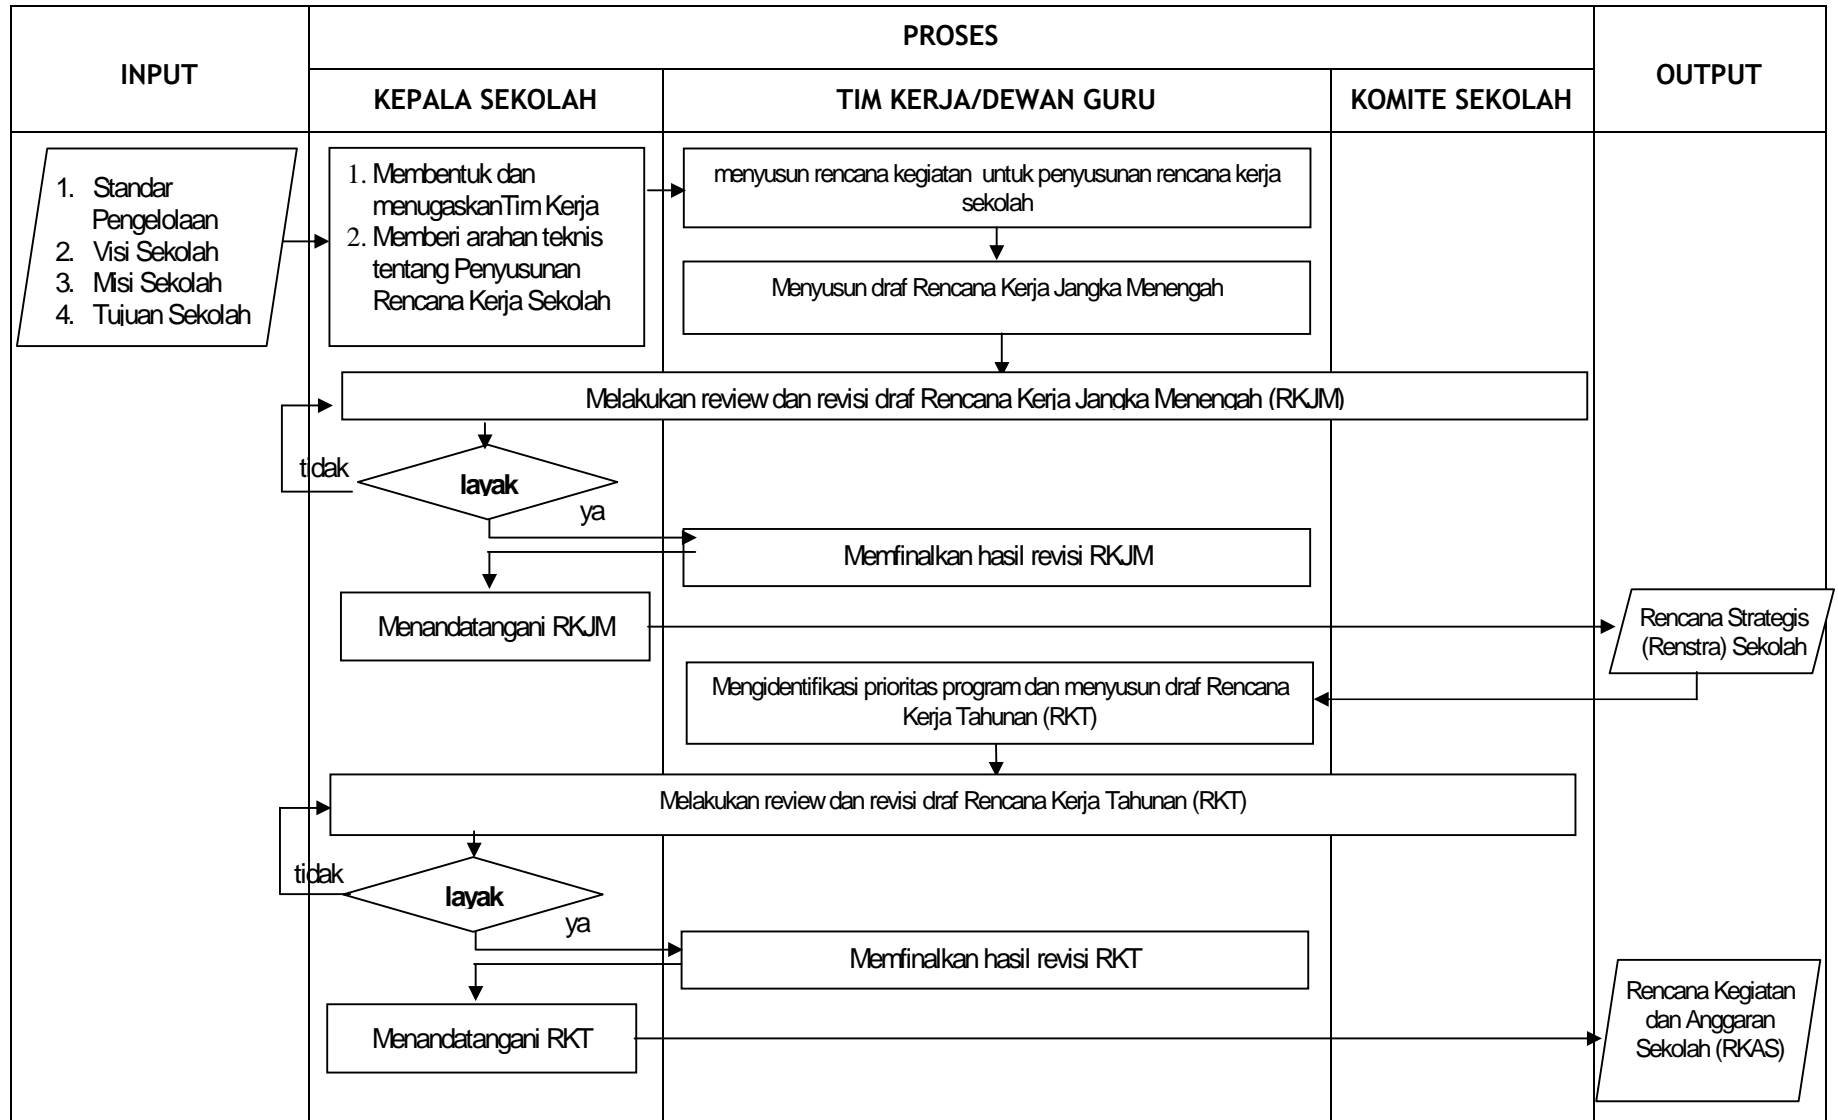 INPUT
PROSES
OUTPUT
KEPALA SEKOLAH
TIM KERJA/DEWAN GURU
KOMITE SEKOLAH
1. Standar
Pengelolaan
2. Visi Sekolah
3. Misi Sekolah
4. Tujuan Sekolah
1. Membentuk dan
menugaskanTim Kerja
2. Memberi arahan teknis
tentang Penyusunan
Rencana Kerja Sekolah
menyusun rencana kegiatan untuk penyusunan rencana kerja
sekolah
Menyusun draf Rencana Kerja Jangka Menengah
Melakukan review dan revisi draf Rencana Kerja Jangka Menengah (RKJM)
tidak
layak
ya
Memfinalkan hasil revisi RKJM
Menandatangani RKJM
Rencana Strategis
(Renstra) Sekolah
Mengidentifikasi prioritas program dan menyusun draf Rencana
Kerja Tahunan (RKT)
Melakukan review dan revisi draf Rencana Kerja Tahunan (RKT)
tidak
layak
ya
Memfinalkan hasil revisi RKT
Menandatangani RKT
Rencana Kegiatan
dan Anggaran
Sekolah (RKAS)